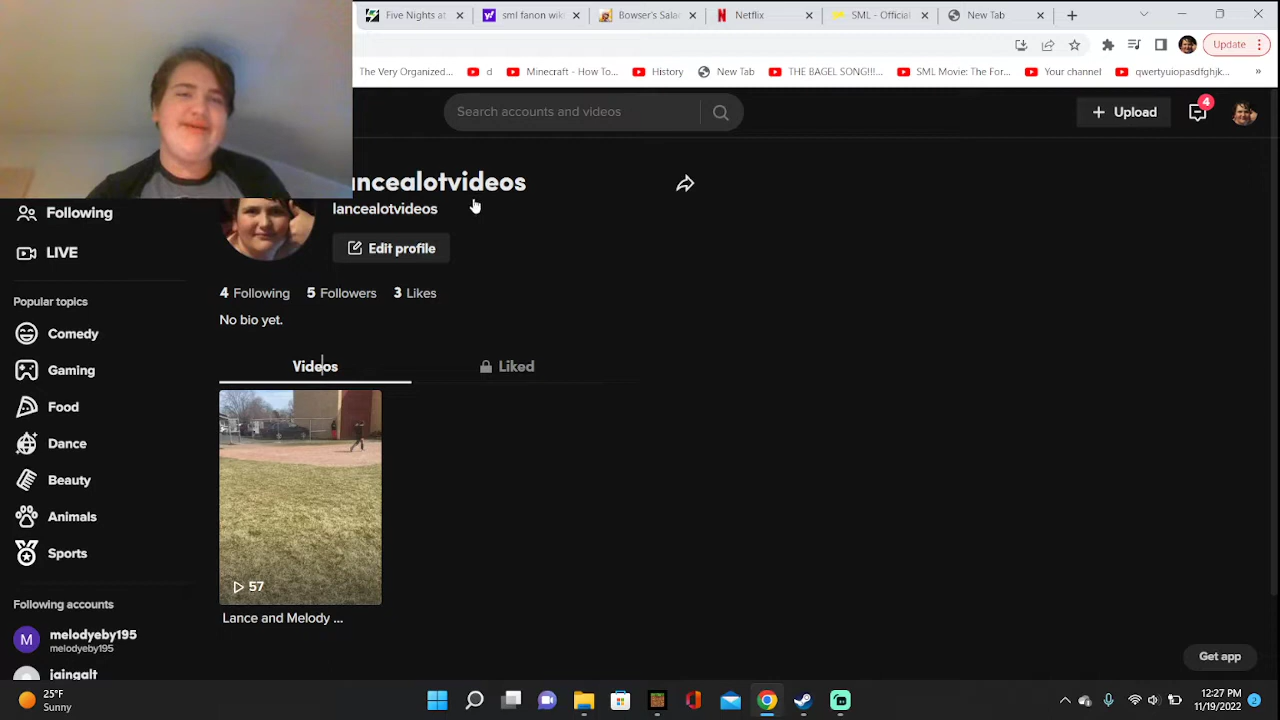 Five Nights at
sml fanon wik
Bowser's Sala
Netflix
SML - Official
New Tab
Update
The Very Organized...
d
Minecraft - How To...
History
New Tab
THE BAGEL SONG!!!...
SML Movie: The For...
Your channel
qwertyuiopasdfghjk...
»
Search accounts and videos
Upload
4
ancealotvideos
lancealotvideos
Edit profile
Following
LIVE
4 Following 5 Followers 3 Likes
No bio yet.
Popular topics
Comedy
Gaming
Food
Dance
Beauty
Animals
Sports
Videos
Liked
57
Lance and Melody ...
Following accounts
M
melodyeby195
melodyeby195
jaingalt
Get app
25°F
Sunny
12:27 PM
11/19/2022
2